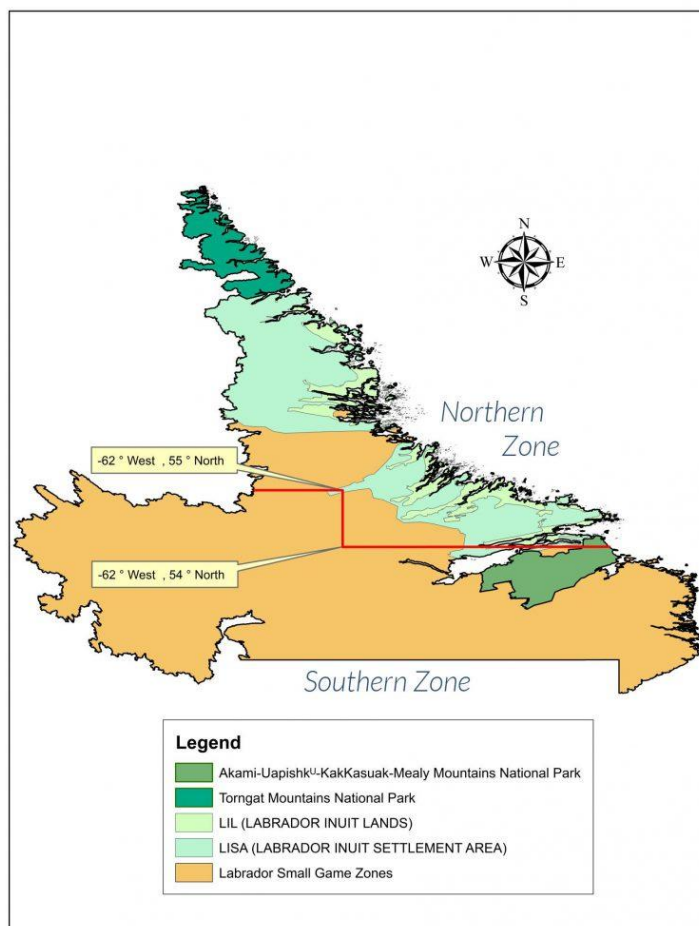 N
W E
S
Northern
Zone
-62 ° West , 55 ° North
-62 ° West , 54 ° North
Southern Zone
Legend
Akami-Uapishkᵁ-KakKasuak-Mealy Mountains National Park
Torngat Mountains National Park
LIL (LABRADOR INUIT LANDS)
LISA (LABRADOR INUIT SETTLEMENT AREA)
Labrador Small Game Zones